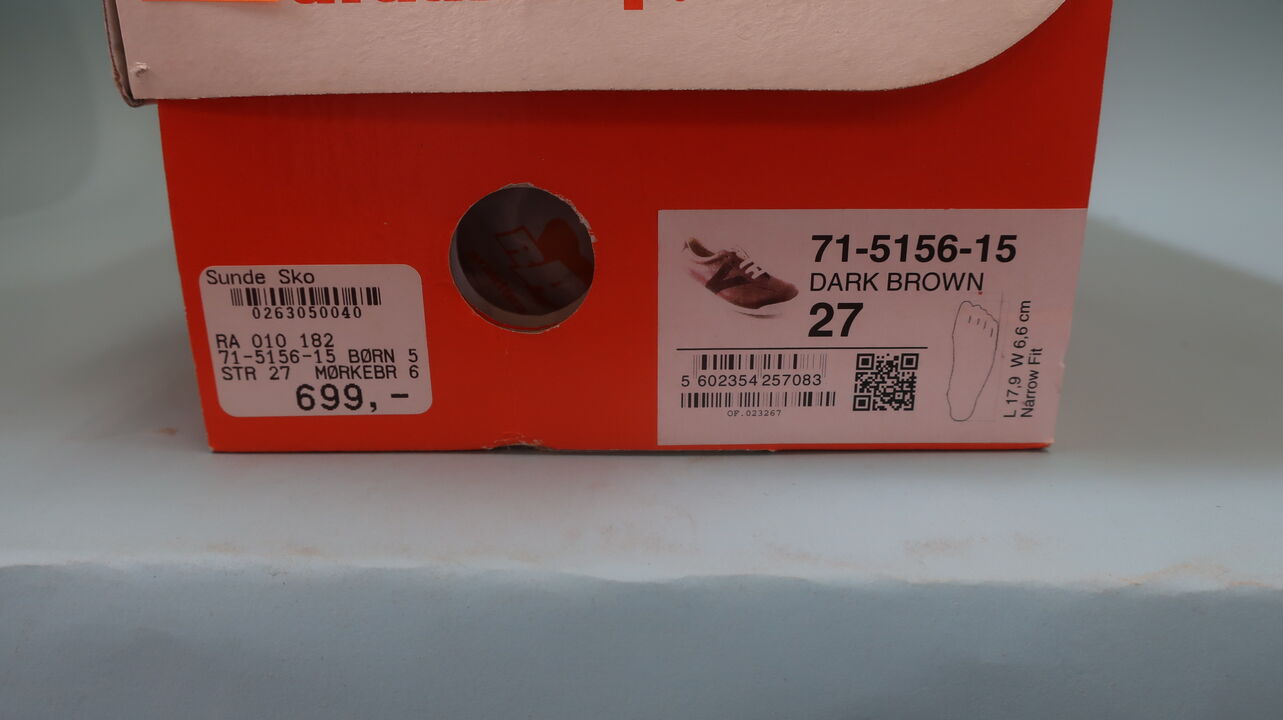 Sunde Sko
0263050040
RA 010 182
71-5156-15 BØRN 5
STR 27 MØRKEBR 6
699,-
71-5156-15
DARK BROWN
27
5 602354 257083
OF.023267
L 17,9 W 6,6 cm
Narrow Fit